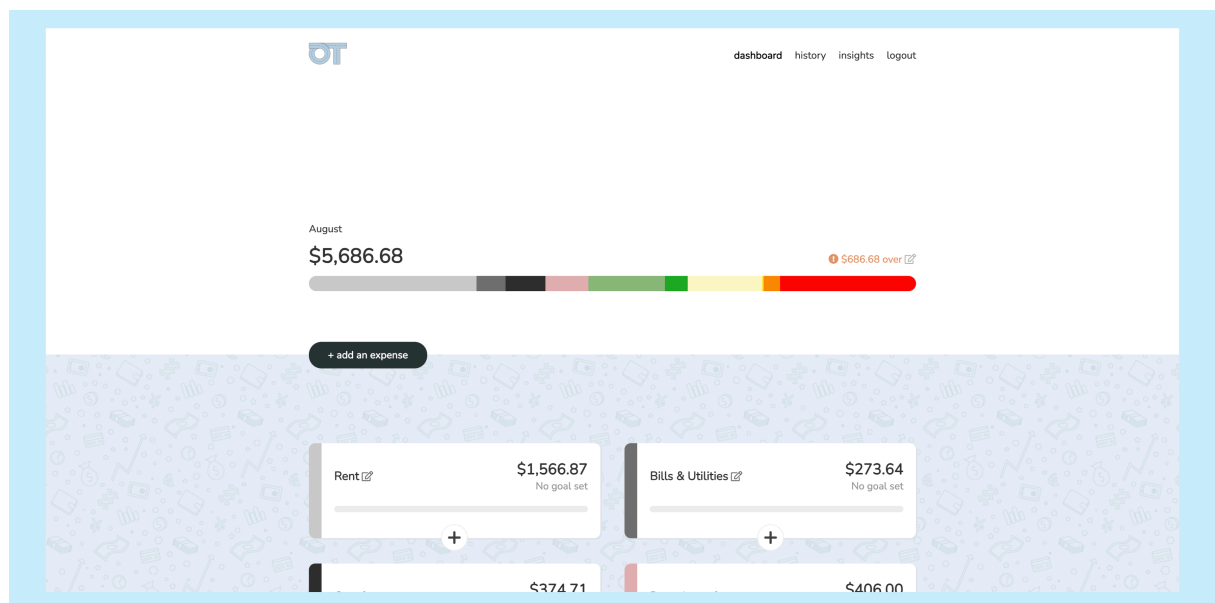 OT
dashboard history insights logout
August
$5,686.68
$686.68 over
+ add an expense
Rent
$1,566.87
No goal set
Bills & Utilities
$273.64
No goal set
$374.71
$406.00